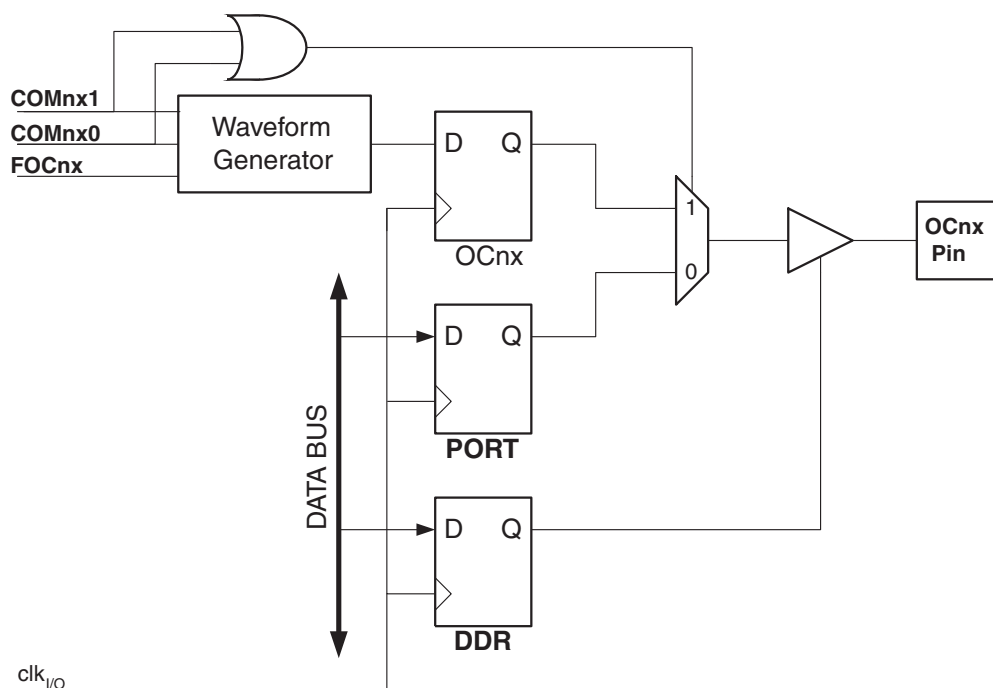 COMnx1
COMnx0
FOCnx
Waveform
Generator
D Q
OCnx
1
0
OCnx
Pin
D Q
PORT
DATA BUS
D Q
DDR
clkI/O